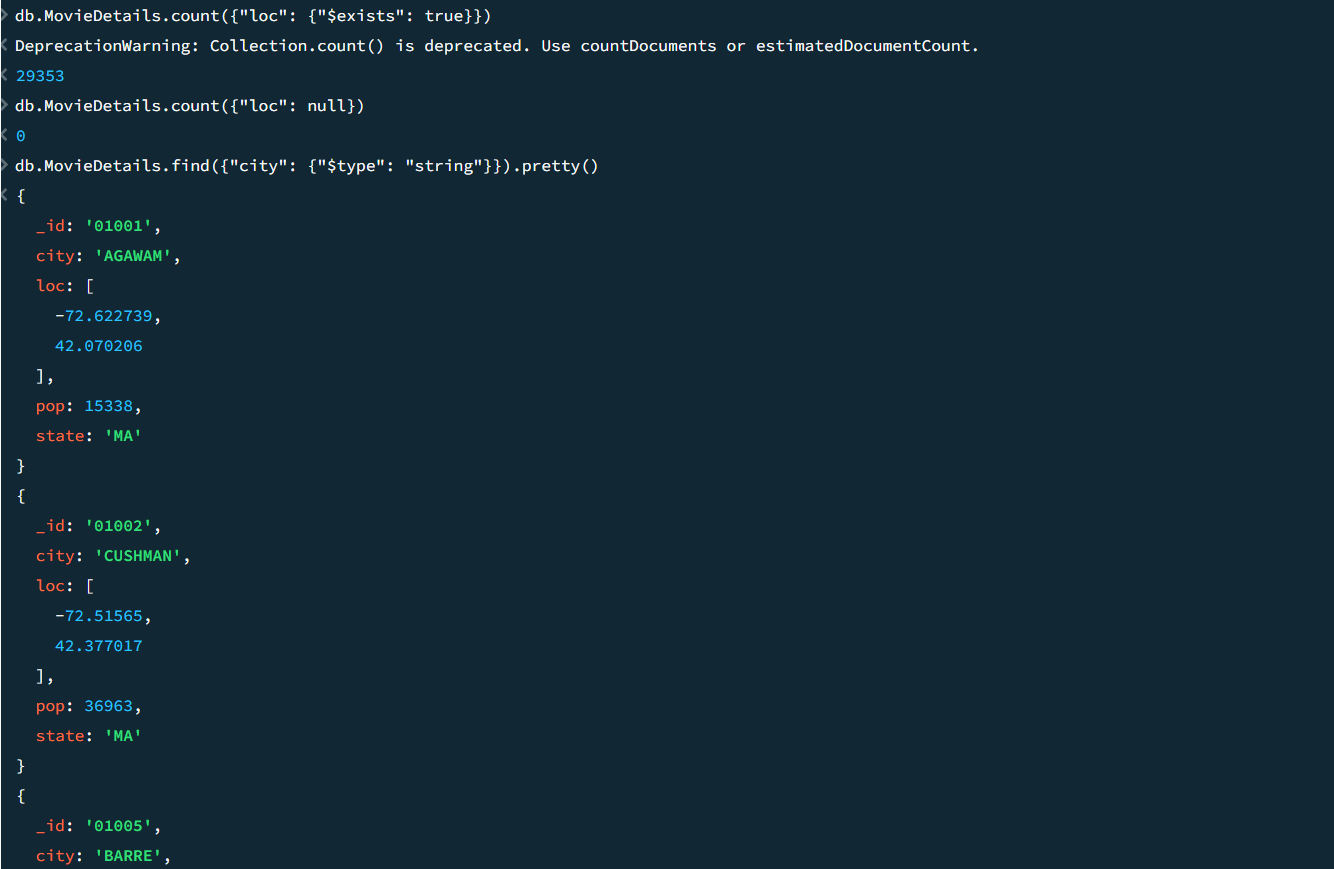 db.MovieDetails.count({"loc": {"$exists": true}})
DeprecationWarning: Collection.count() is deprecated. Use countDocuments or estimatedDocumentCount.
29353
db.MovieDetails.count({"loc": null})
0
db.MovieDetails.find({"city": {"$type": "string"}}).pretty()
{
_id: '01001',
city: 'AGAWAM',
loc: [
-72.622739,
42.070206
],
pop: 15338,
state: 'MA'
}
{
_id: '01002',
city: 'CUSHMAN',
loc: [
-72.51565,
42.377017
],
pop: 36963,
state: 'MA'
}
{
_id: '01005',
city: 'BARRE',